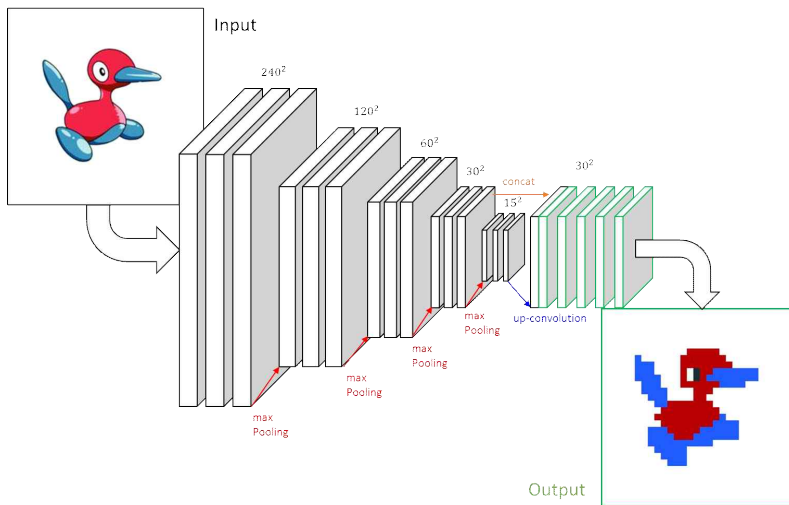 Input
240²
120²
60²
30²
concat
15²
30²
max
Pooling
max
Pooling
max
Pooling
max
Pooling
up-convolution
Output